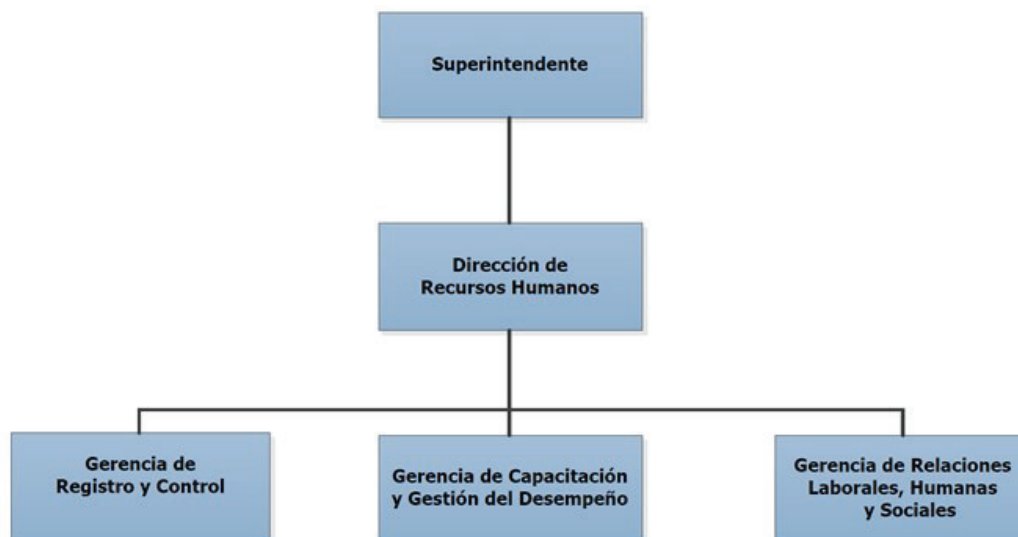 Superintendente
Dirección de
Recursos Humanos
Gerencia de
Registro y Control
Gerencia de Capacitación
y Gestión del Desempeño
Gerencia de Relaciones
Laborales, Humanas
y Sociales